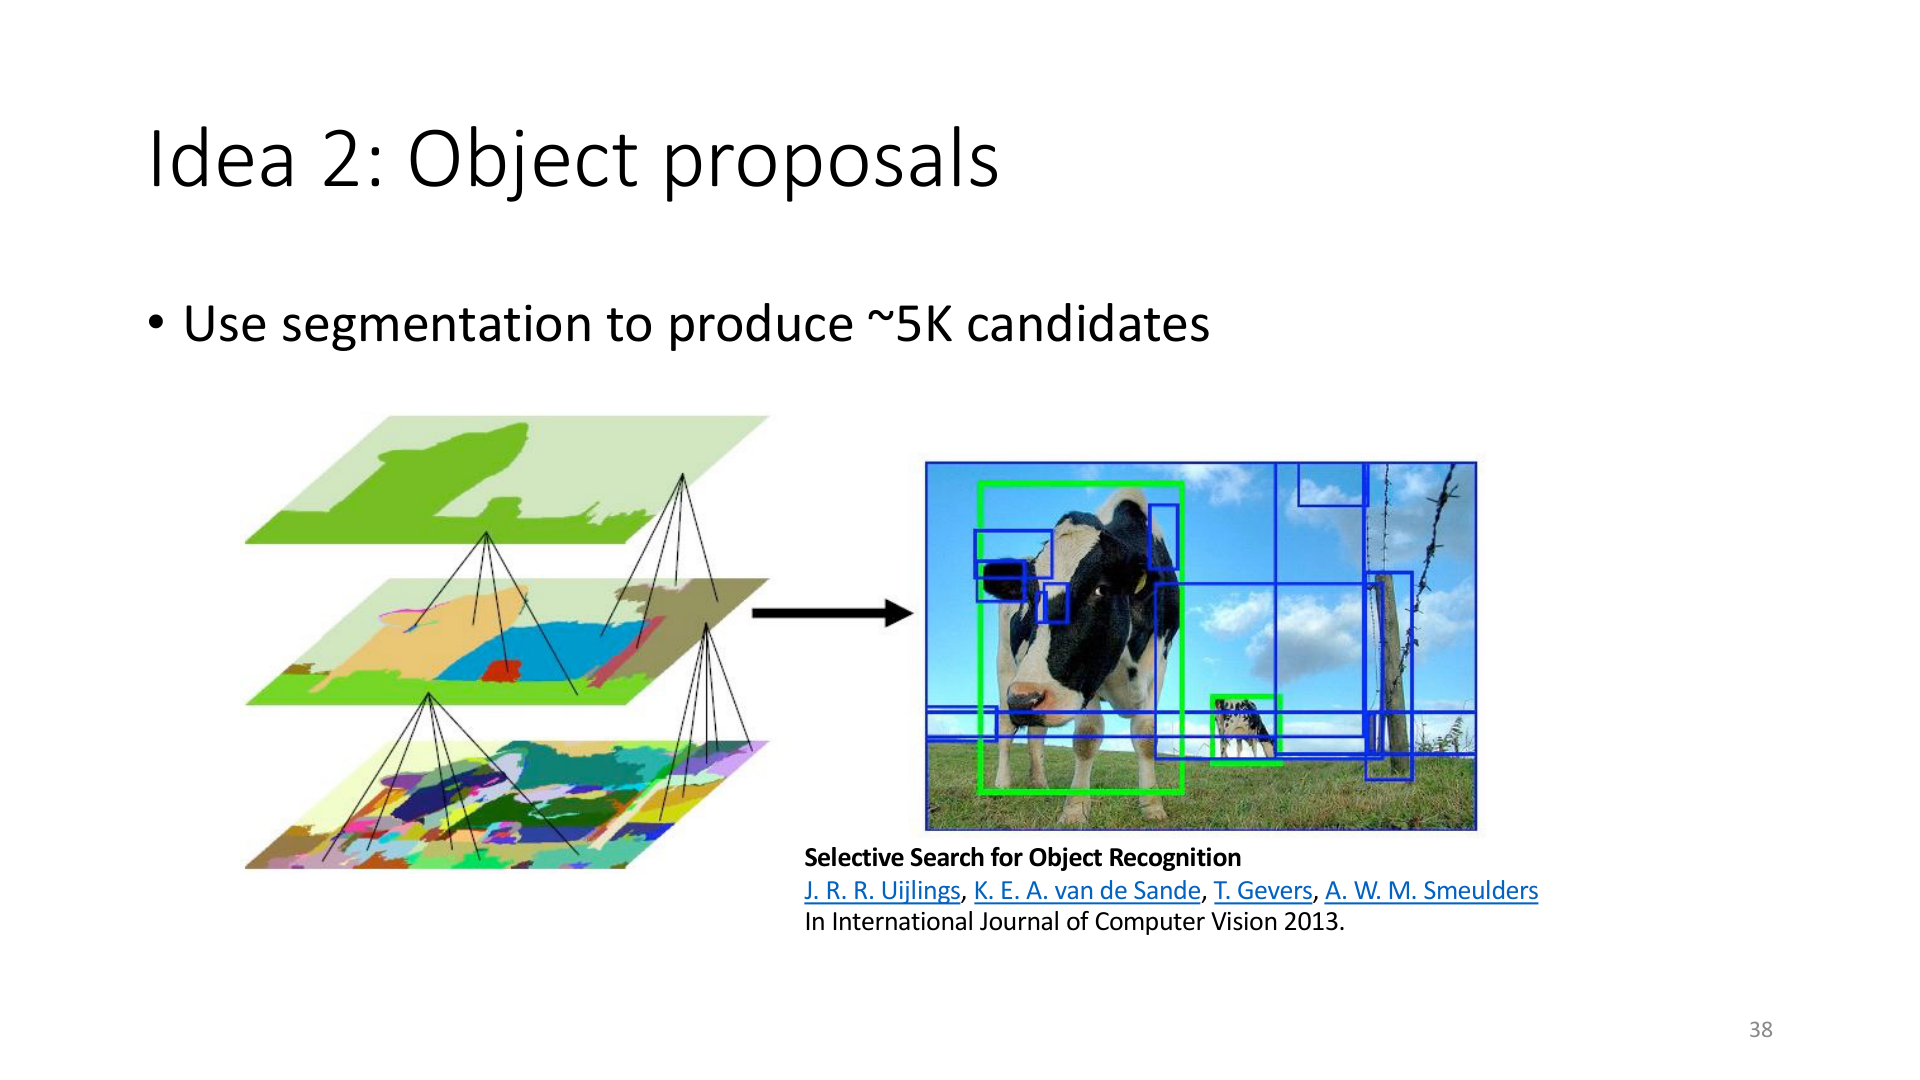 Idea 2: Object proposals
• Use segmentation to produce ~5K candidates
Selective Search for Object Recognition
J. R. R. Uijlings, K. E. A. van de Sande, T. Gevers, A. W. M. Smeulders
In International Journal of Computer Vision 2013.
38